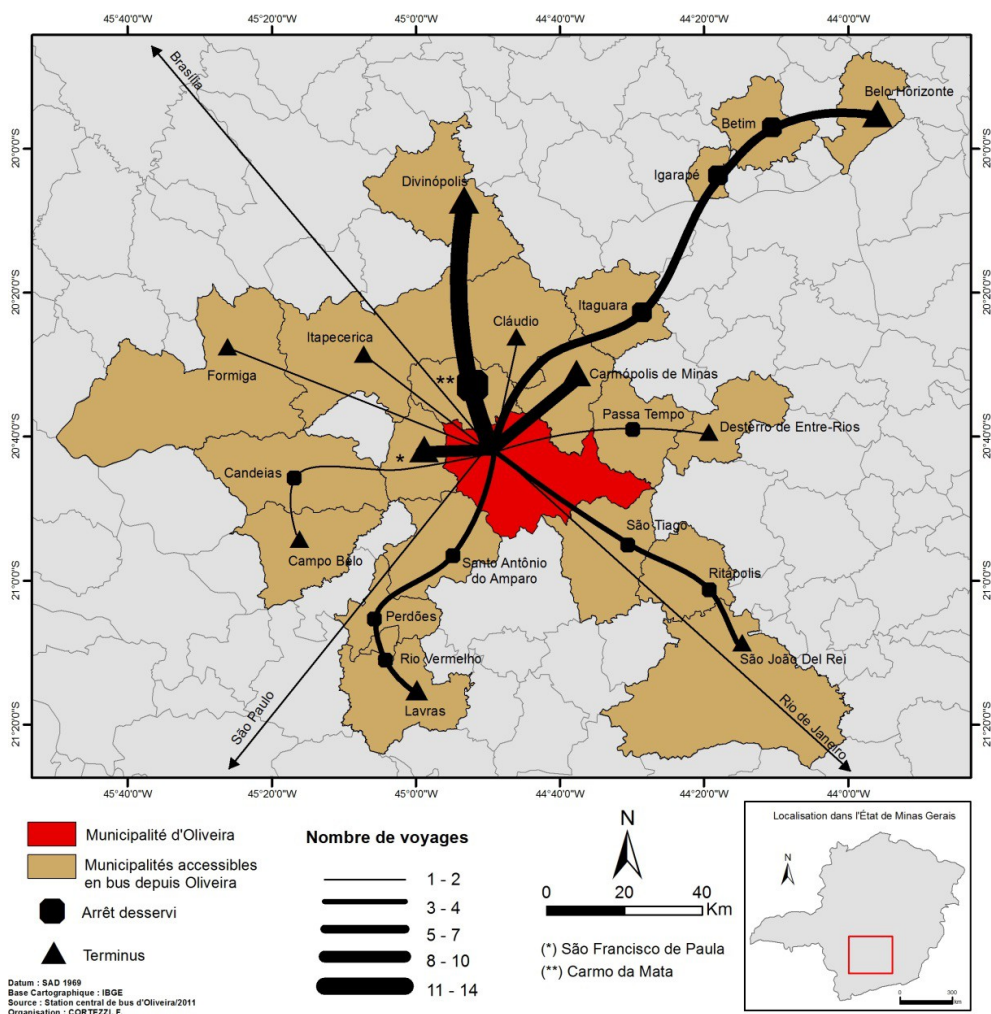 45°40'0"W 45°20'0"W 45°0'0"W 44°40'0"W 44°20'0"W 44°0'0"W
Brasília
Belo Horizonte
Betim
20°0'0"S 20°0'0"S
Igarapé
Divinópolis
20°20'0"S 20°20'0"S
Itaguara
Cláudio
Itapecerica
Formiga
**
Carmópolis de Minas
Passa Tempo
Desterro de Entre-Rios
20°40'0"S 20°40'0"S
*
Candeias
São Tiago
Campo Belo
Santo Antônio
do Amparo
21°0'0"S 21°0'0"S
Ritápolis
Perdões
Rio Vermelho
São João Del Rei
Lavras
São Paulo
Rio de Janeiro
21°20'0"S 21°20'0"S
45°40'0"W 45°20'0"W 45°0'0"W 44°40'0"W 44°20'0"W 44°0'0"W
Municipalité d'Oliveira
Municipalités accessibles
en bus depuis Oliveira
Arrêt desservi
Terminus
Datum : SAD 1969
Base Cartographique : IBGE
Source : Station central de bus d'Oliveira/2011
Organisation : CORTEZZI, F.
Nombre de voyages
1 - 2
3 - 4
5 - 7
8 - 10
11 - 14
N
0 20 40
Km
(*) São Francisco de Paula
(**) Carmo da Mata
Localisation dans l'État de Minas Gerais
N
0 300
km